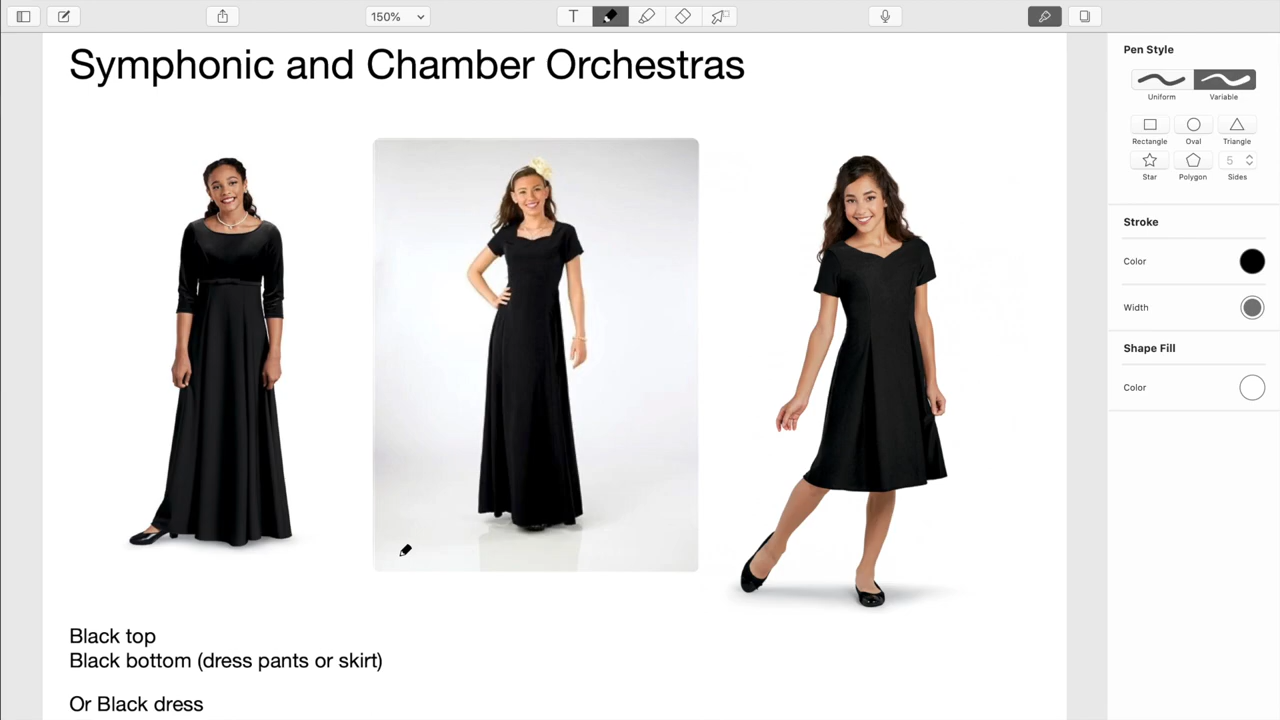 150%
T
Symphonic and Chamber Orchestras
Pen Style
Uniform
Variable
Rectangle
Oval
Triangle
5
Star
Polygon
Sides
Stroke
Color
Width
Shape Fill
Color
Black top
Black bottom (dress pants or skirt)
Or Black dress